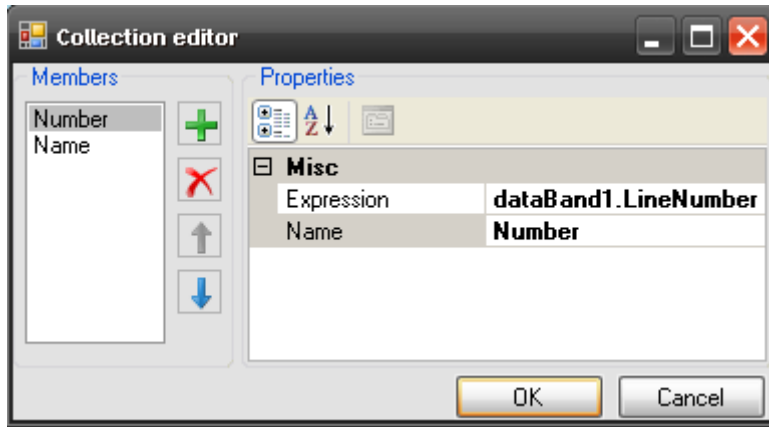 Collection editor
Members
Properties
Number
Name
A
Z
Misc
Expression dataBand1.LineNumber
Name Number
OK Cancel